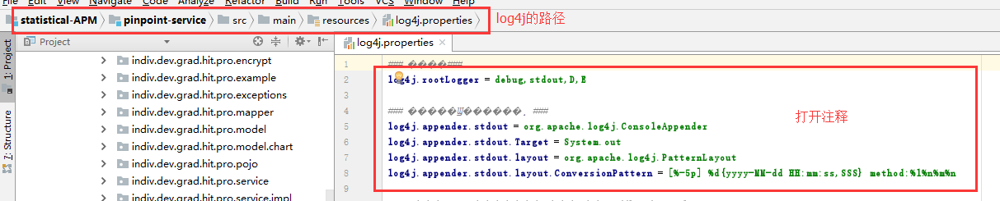 File Edit View Navigate Code Analyze Refactor Build Run Tools VCS Window Help
statistical-APM pinpoint-service src main resources log4j.properties
log4j的路径
Project
log4j.properties
1: Project
7: Structure
indiv.dev.grad.hit.pro.encrypt
indiv.dev.grad.hit.pro.example
indiv.dev.grad.hit.pro.exceptions
indiv.dev.grad.hit.pro.mapper
indiv.dev.grad.hit.pro.model
indiv.dev.grad.hit.pro.model.chart
indiv.dev.grad.hit.pro.pojo
indiv.dev.grad.hit.pro.service
indiv.dev.grad.hit.pro.service.impl
1 ### ����###
2 log4j.rootLogger = debug,stdout,D,E
3
4 ### �����Ϣ������. ###
5 log4j.appender.stdout = org.apache.log4j.ConsoleAppender
6 log4j.appender.stdout.Target = System.out
7 log4j.appender.stdout.layout = org.apache.log4j.PatternLayout
8 log4j.appender.stdout.layout.ConversionPattern = [%-5p] %d{yyyy-MM-dd HH:mm:ss,SSS} method:%l%n%m%n
9
打开注释